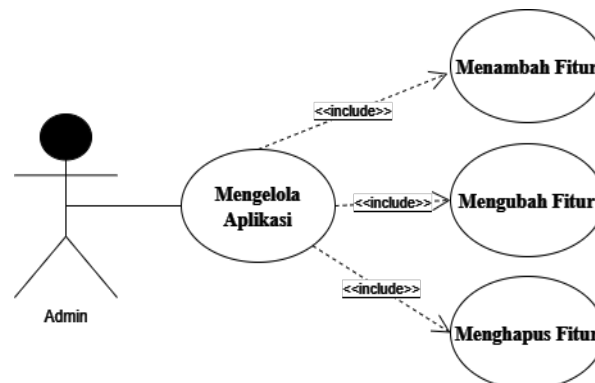 Menambah Fitur
<<include>>
Mengelola
Aplikasi
<<include>>
Mengubah Fitur
<<include>>
Admin
Menghapus Fitur